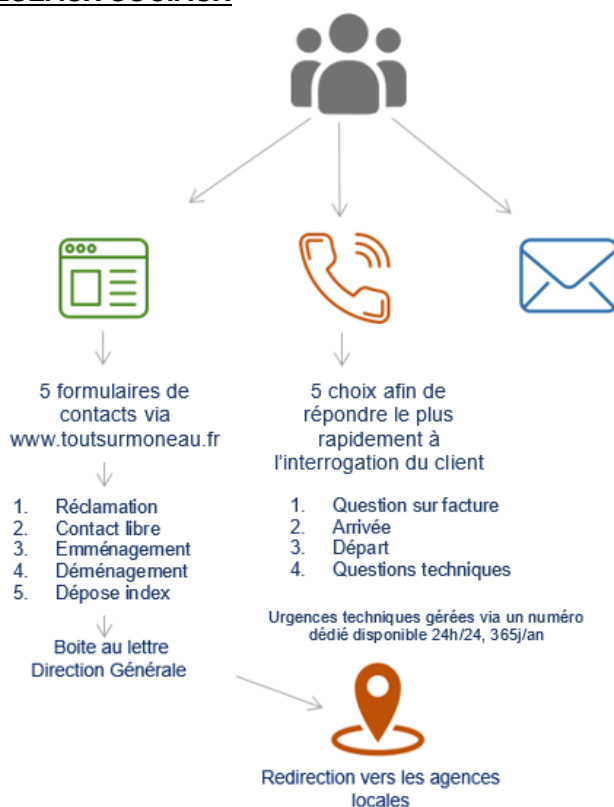 5 formulaires de
contacts via
www.toutsurmoneau.fr
1. Réclamation
2. Contact libre
3. Emménagement
4. Déménagement
5. Dépose index
Boite au lettre
Direction Générale
5 choix afin de
répondre le plus
rapidement à
l'interrogation du client
1. Question sur facture
2. Arrivée
3. Départ
4. Questions techniques
Urgences techniques gérées via un numéro
dédié disponible 24h/24, 365j/an
Redirection vers les agences
locales